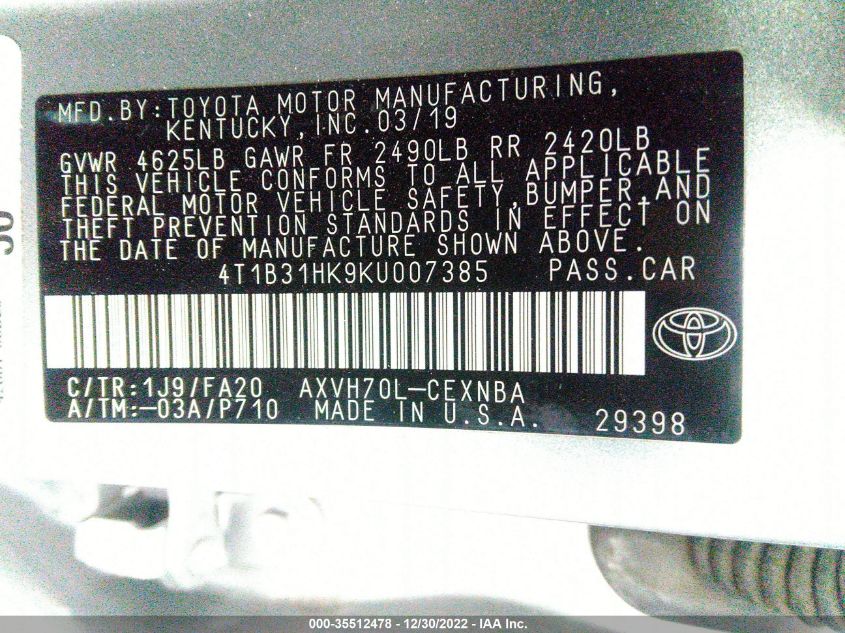 MFD.BY:TOYOTA MOTOR MANUFACTURING,
KENTUCKY,INC.03/19
GVWR 4625LB GAWR FR 2490LB RR 2420LB
THIS VEHICLE CONFORMS TO ALL APPLICABLE
FEDERAL MOTOR VEHICLE SAFETY,BUMPER,AND
THEFT PREVENTION STANDARDS IN EFFECT ON
THE DATE OF MANUFACTURE SHOWN ABOVE.
4T1B31HK9KU007385 PASS.CAR
C/TR:1J9/FA20 AXVH70L-CEXNBA
A/TM:-03A/P710 MADE IN U.S.A. 29398
000-35512478 - 12/30/2022 - IAA Inc.